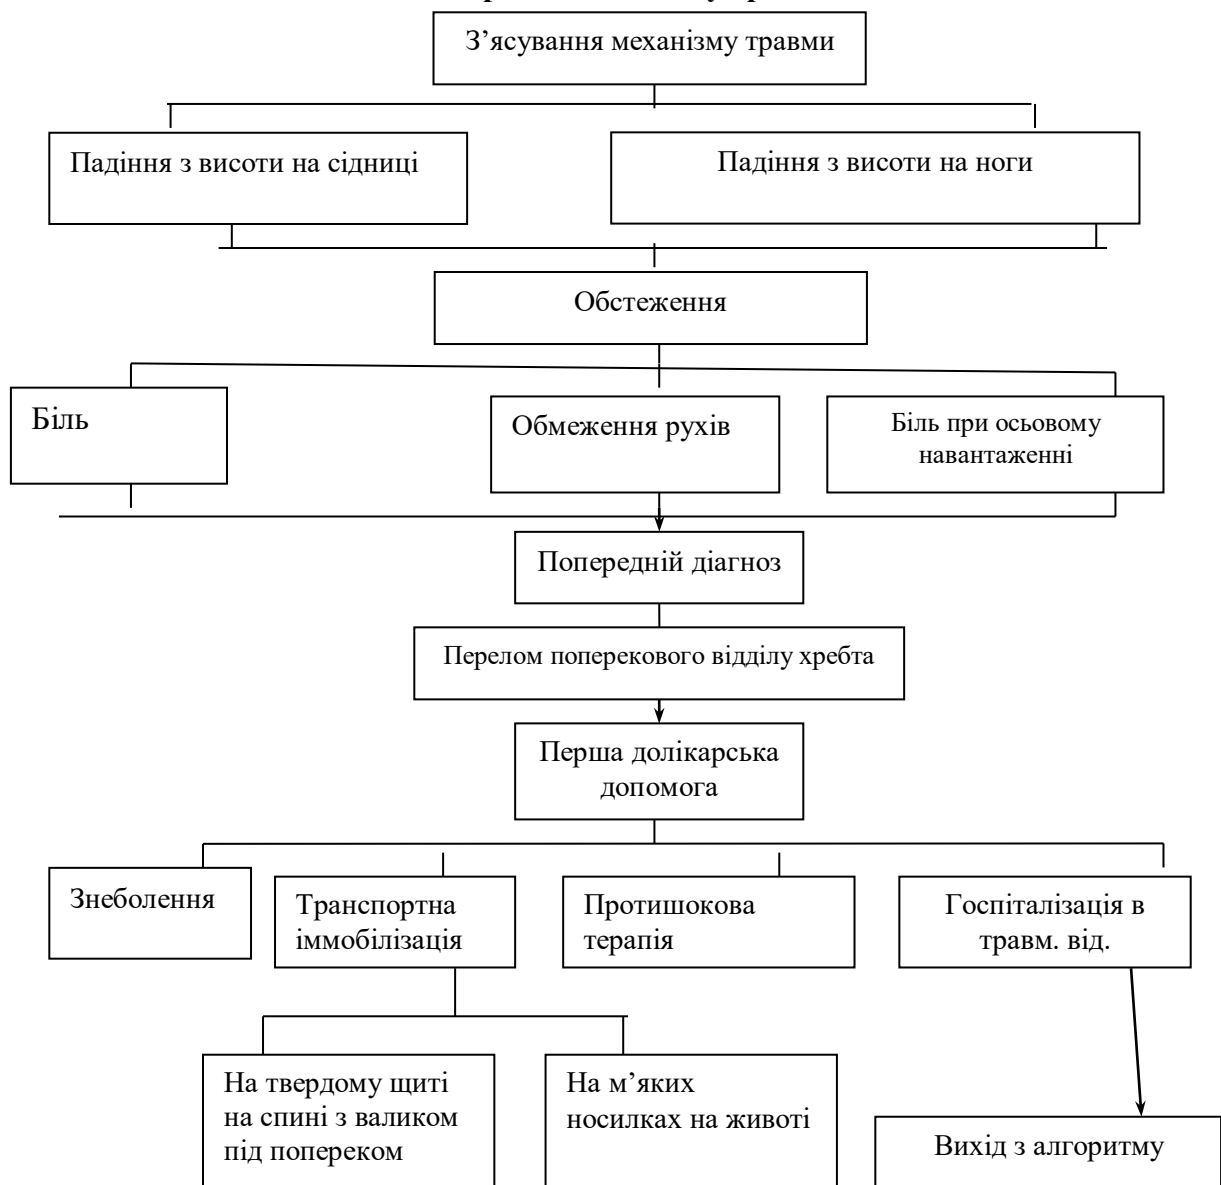 З’ясування механізму травми
Падіння з висоти на сідниці
Падіння з висоти на ноги
Обстеження
Біль
Обмеження рухів
Біль при осьовому
навантаженні
Попередній діагноз
Перелом поперекового відділу хребта
Перша долікарська
допомога
Знеболення
Транспортна
іммобілізація
Протишокова
терапія
Госпіталізація в
травм. від.
На твердому щиті
на спині з валиком
під попереком
На м’яких
носилках на животі
Вихід з алгоритму